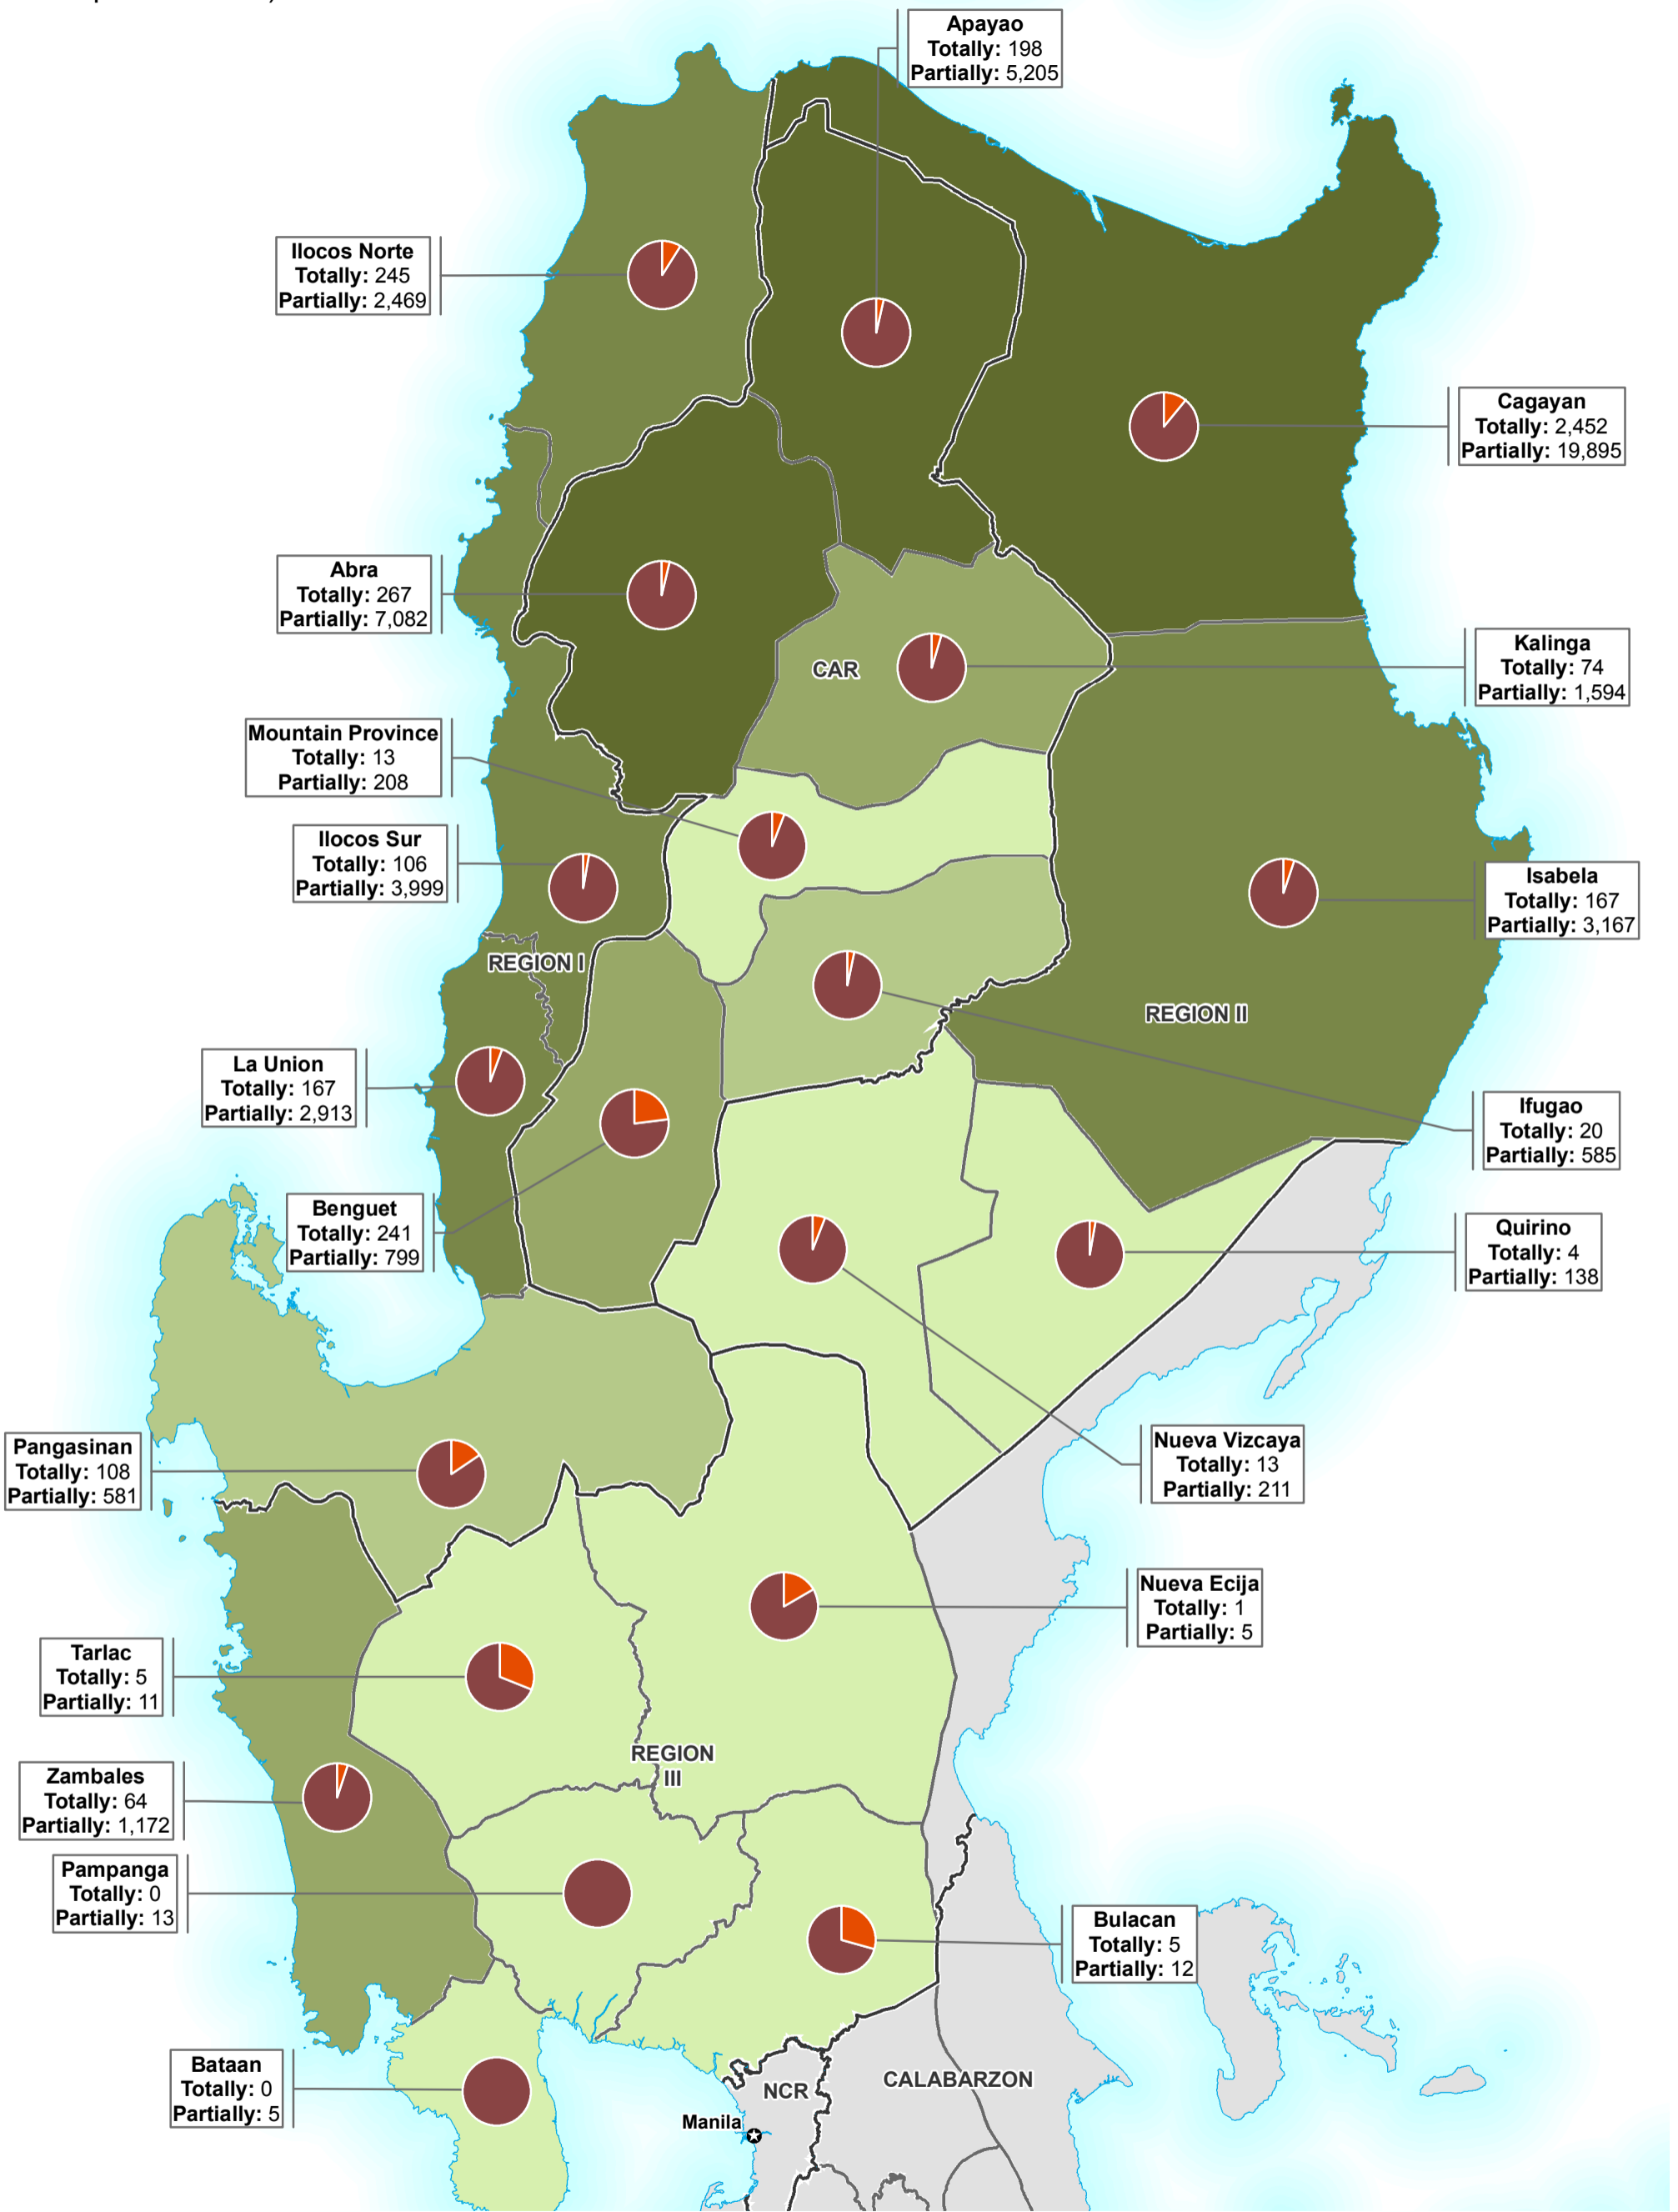 Apayao
Totally: 198
Partially: 5,205
Ilocos Norte
Totally: 245
Partially: 2,469
Cagayan
Totally: 2,452
Partially: 19,895
Abra
Totally: 267
Partially: 7,082
Kalinga
Totally: 74
Partially: 1,594
CAR
Mountain Province
Totally: 13
Partially: 208
Ilocos Sur
Totally: 106
Partially: 3,999
Isabela
Totally: 167
Partially: 3,167
REGION I
REGION II
La Union
Totally: 167
Partially: 2,913
Ifugao
Totally: 20
Partially: 585
Benguet
Totally: 241
Partially: 799
Quirino
Totally: 4
Partially: 138
Pangasinan
Totally: 108
Partially: 581
Nueva Vizcaya
Totally: 13
Partially: 211
Nueva Ecija
Totally: 1
Partially: 5
Tarlac
Totally: 5
Partially: 11
REGION
III
Zambales
Totally: 64
Partially: 1,172
Pampanga
Totally: 0
Partially: 13
Bulacan
Totally: 5
Partially: 12
Bataan
Totally: 0
Partially: 5
NCR
CALABARZON
Manila